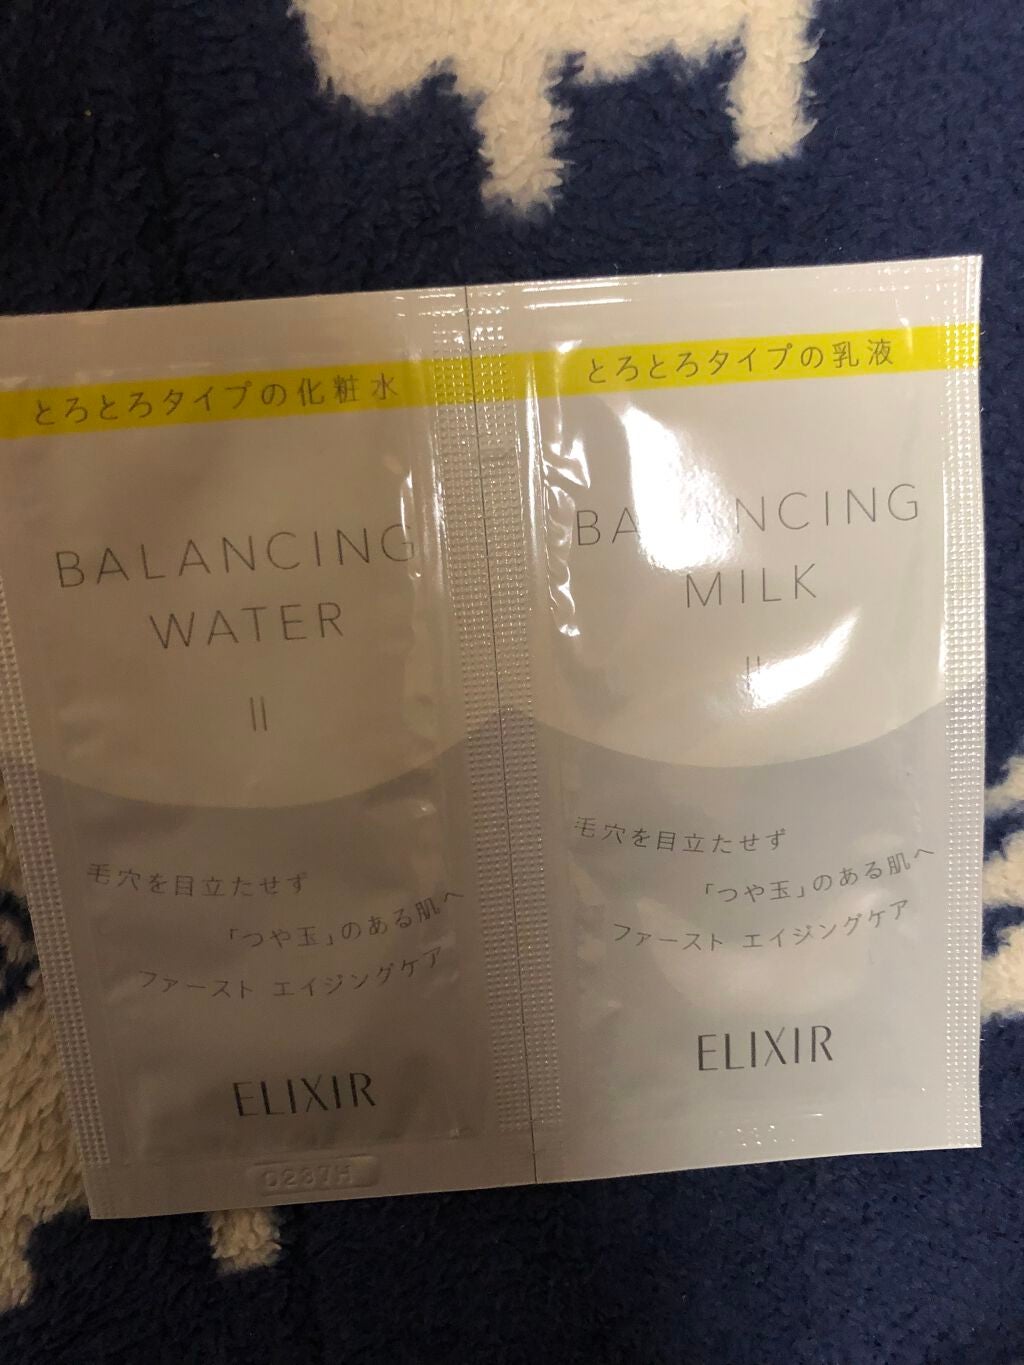 とろとろタイプの化粧水
BALANCING
WATER
II
毛穴を目立たせず
「つや玉」のある肌へ
ファースト エイジングケア
ELIXIR
0237H
とろとろタイプの乳液
BALANCING
MILK
II
毛穴を目立たせず
「つや玉」のある肌へ
ファースト エイジングケア
ELIXIR